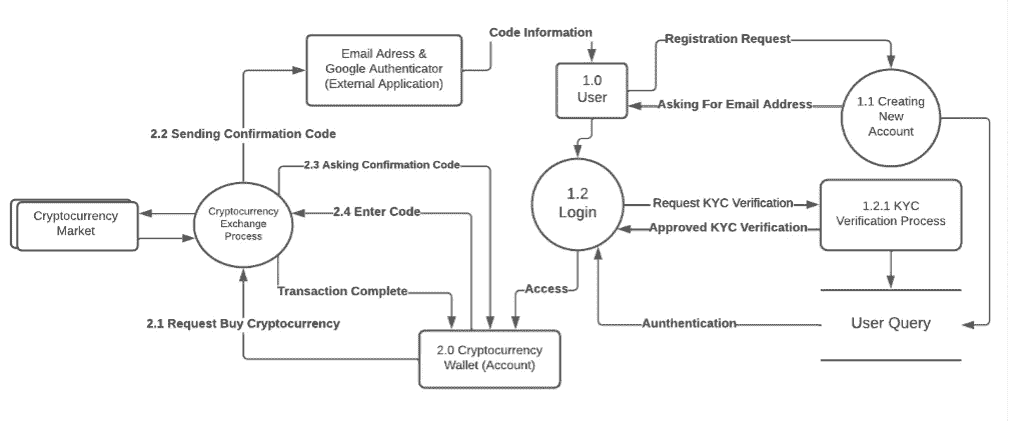 Code Information
Registration Request
Email Adress &
Google Authenticator
(External Application)
1.0
User
Asking For Email Address
1.1 Creating
New
Account
2.2 Sending Confirmation Code
2.3 Asking Confirmation Code
1.2
Login
Request KYC Verification
1.2.1 KYC
Verification Process
Approved KYC Verification
Cryptocurrency
Market
Cryptocurrency
Exchange
Process
2.4 Enter Code
Transaction Complete
Access
2.1 Request Buy Cryptocurrency
Aunthentication
User Query
2.0 Cryptocurrency
Wallet (Account)